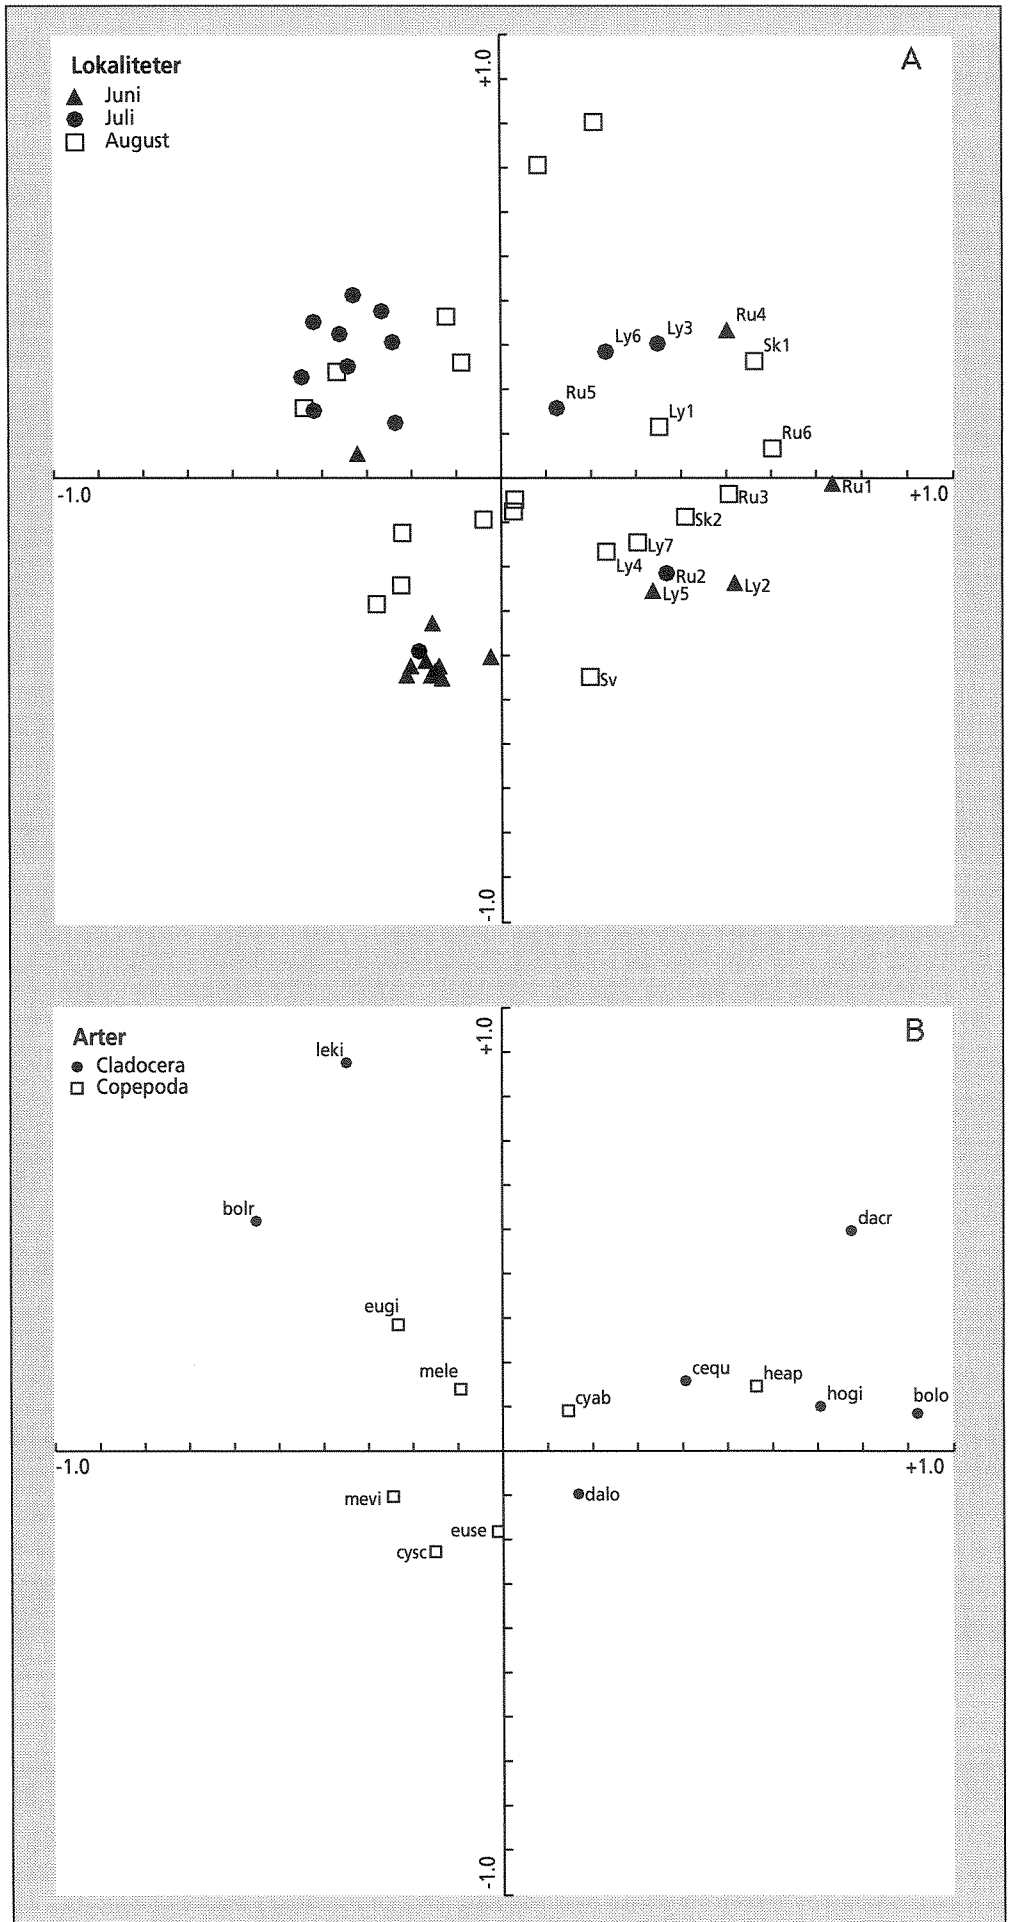 +1.0
A
Lokaliteter
Juni
Juli
August
Ru4
Ly3
Ly6
Sk1
Ru5
Ly1
Ru6
-1.0
+1.0
Ru1
Ru3
Sk2
Ly7
Ly4
Ru2
Ly5
Ly2
Sv
-1.0
+1.0
B
Arter
Cladocera
Copepoda
leki
bolr
dacr
eugi
mele
cequ
heap
hogi
bolo
cyab
-1.0
+1.0
mevi
dalo
euse
cysc
-1.0